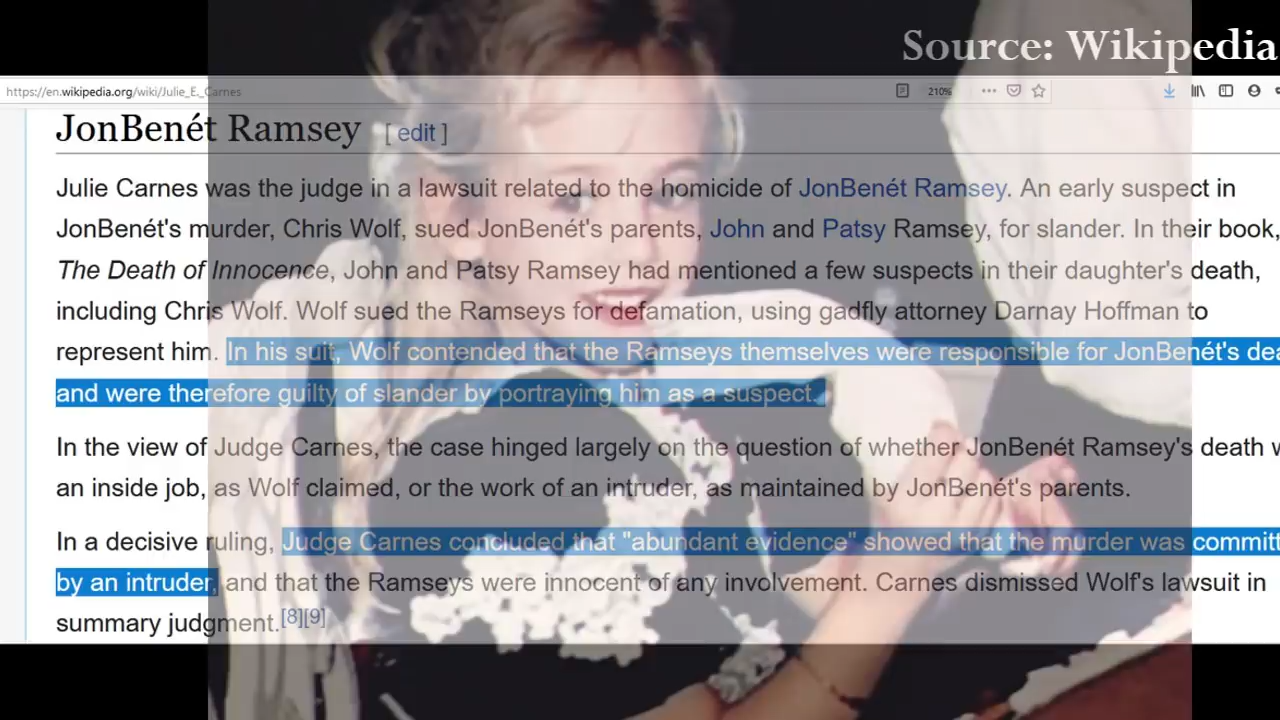 Source: Wikipedia
https://en.wikipedia.org/wiki/Julie_E._Carnes
210%
JonBenét Ramsey [ edit ]
Julie Carnes was the judge in a lawsuit related to the homicide of JonBenét Ramsey. An early suspect in
JonBenét's murder, Chris Wolf, sued JonBenét's parents, John and Patsy Ramsey, for slander. In their book,
The Death of Innocence, John and Patsy Ramsey had mentioned a few suspects in their daughter's death,
including Chris Wolf. Wolf sued the Ramseys for defamation, using gadfly attorney Darnay Hoffman to
represent him. In his suit, Wolf contended that the Ramseys themselves were responsible for JonBenét's dea
and were therefore guilty of slander by portraying him as a suspect.
In the view of Judge Carnes, the case hinged largely on the question of whether JonBenét Ramsey's death w
an inside job, as Wolf claimed, or the work of an intruder, as maintained by JonBenét's parents.
In a decisive ruling, Judge Carnes concluded that "abundant evidence" showed that the murder was committ
by an intruder, and that the Ramseys were innocent of any involvement. Carnes dismissed Wolf's lawsuit in
summary judgment.[8][9]